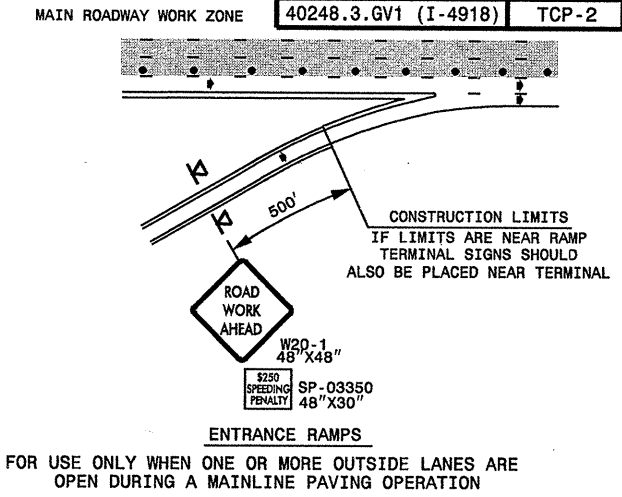 MAIN ROADWAY WORK ZONE
40248.3.GV1 (I-4918)
TCP-2
500'
CONSTRUCTION LIMITS
IF LIMITS ARE NEAR RAMP
TERMINAL SIGNS SHOULD
ALSO BE PLACED NEAR TERMINAL
ROAD
WORK
AHEAD
W20-1
48"X48"
$250
SPEEDING
PENALTY
SP-03350
48"X30"
ENTRANCE RAMPS
FOR USE ONLY WHEN ONE OR MORE OUTSIDE LANES ARE
OPEN DURING A MAINLINE PAVING OPERATION